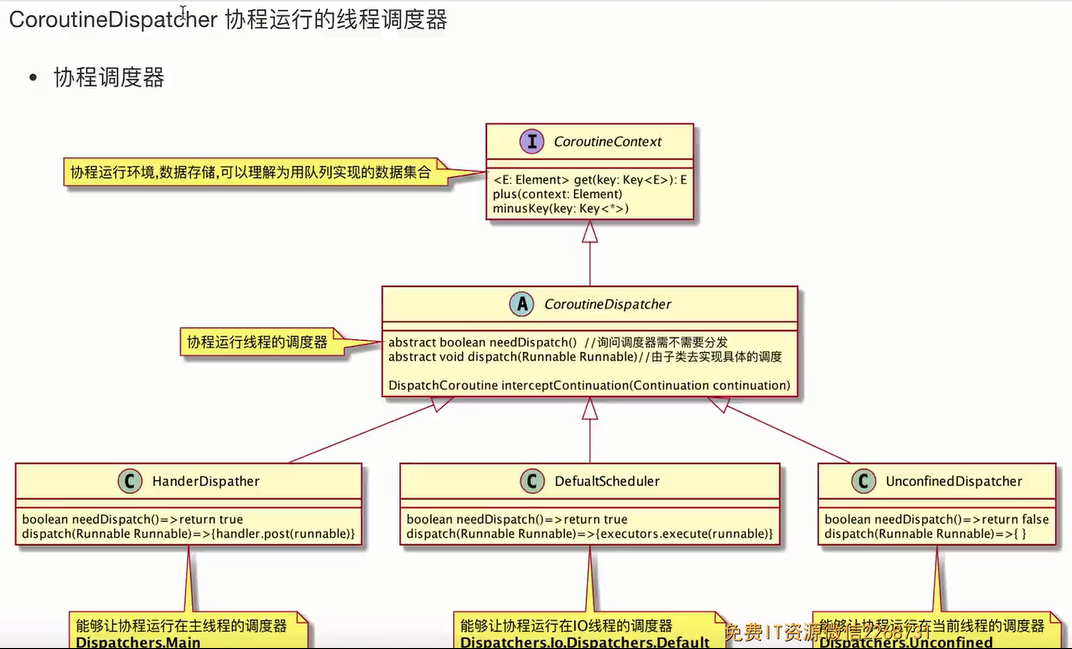 CoroutineDispatcher 协程运行的线程调度器
• 协程调度器
I CoroutineContext
协程运行环境,数据存储,可以理解为用队列实现的数据集合
<E: Element> get(key: Key<E>): E
plus(context: Element)
minusKey(key: Key<*>)
A CoroutineDispatcher
协程运行线程的调度器
abstract boolean needDispatch() //询问调度器需不需要分发
abstract void dispatch(Runnable Runnable)//由子类去实现具体的调度
DispatchCoroutine interceptContinuation(Continuation continuation)
C HanderDispather
boolean needDispatch()=>return true
dispatch(Runnable Runnable)=>{handler.post(runnable)}
C DefualtScheduler
boolean needDispatch()=>return true
dispatch(Runnable Runnable)=>{executors.execute(runnable)}
C UnconfinedDispatcher
boolean needDispatch()=>return false
dispatch(Runnable Runnable)=>{ }
能够让协程运行在主线程的调度器
Dispatchers.Main
能够让协程运行在IO线程的调度器
Dispatchers.Io.Dispatchers.Default
能够让协程运行在当前线程的调度器
Dispatchers.Unconfined
免费IT资源微信